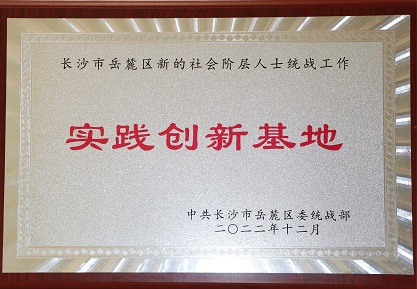 长沙市岳麓区新的社会阶层人士统战工作
实践创新基地
中共长沙市岳麓区委统战部
二〇二二年十二月